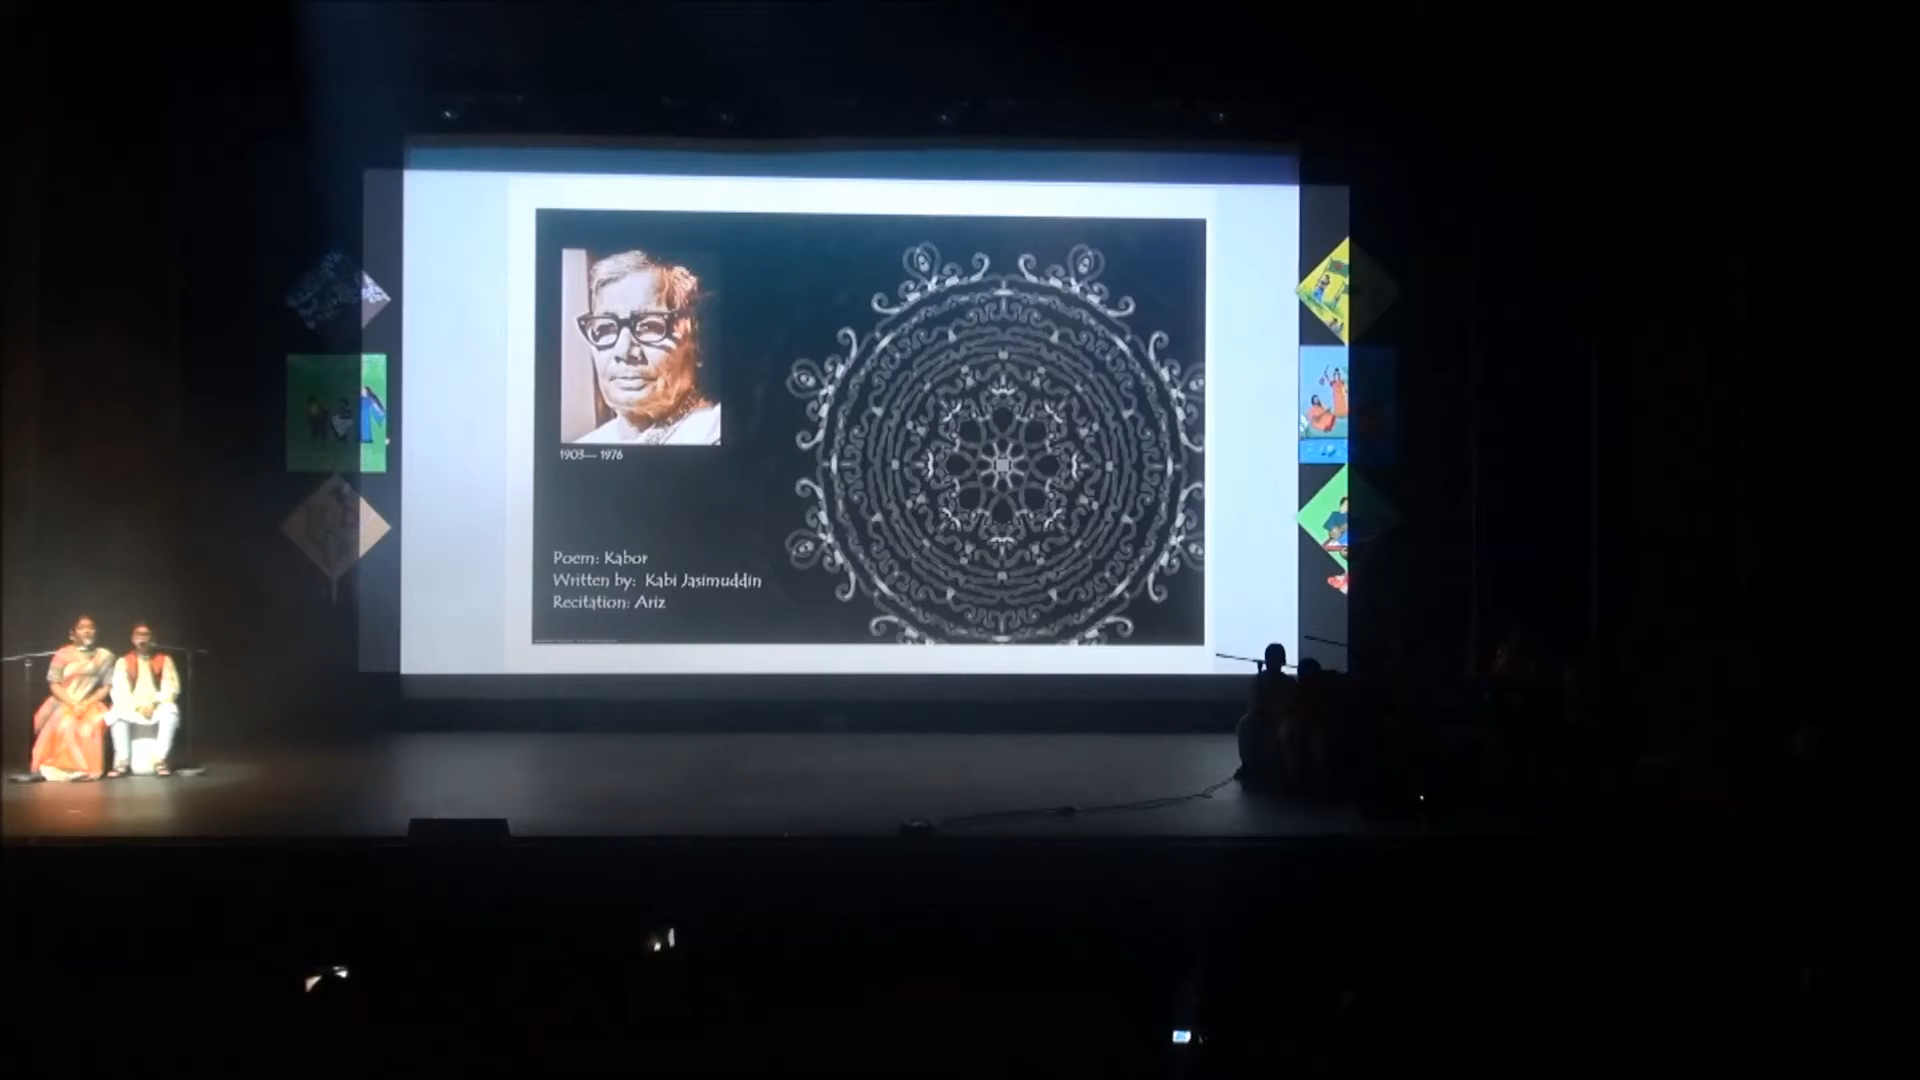 1903— 1976
Poem: Kabor
Written by: Kabi Jasimuddin
Recitation: Ariz